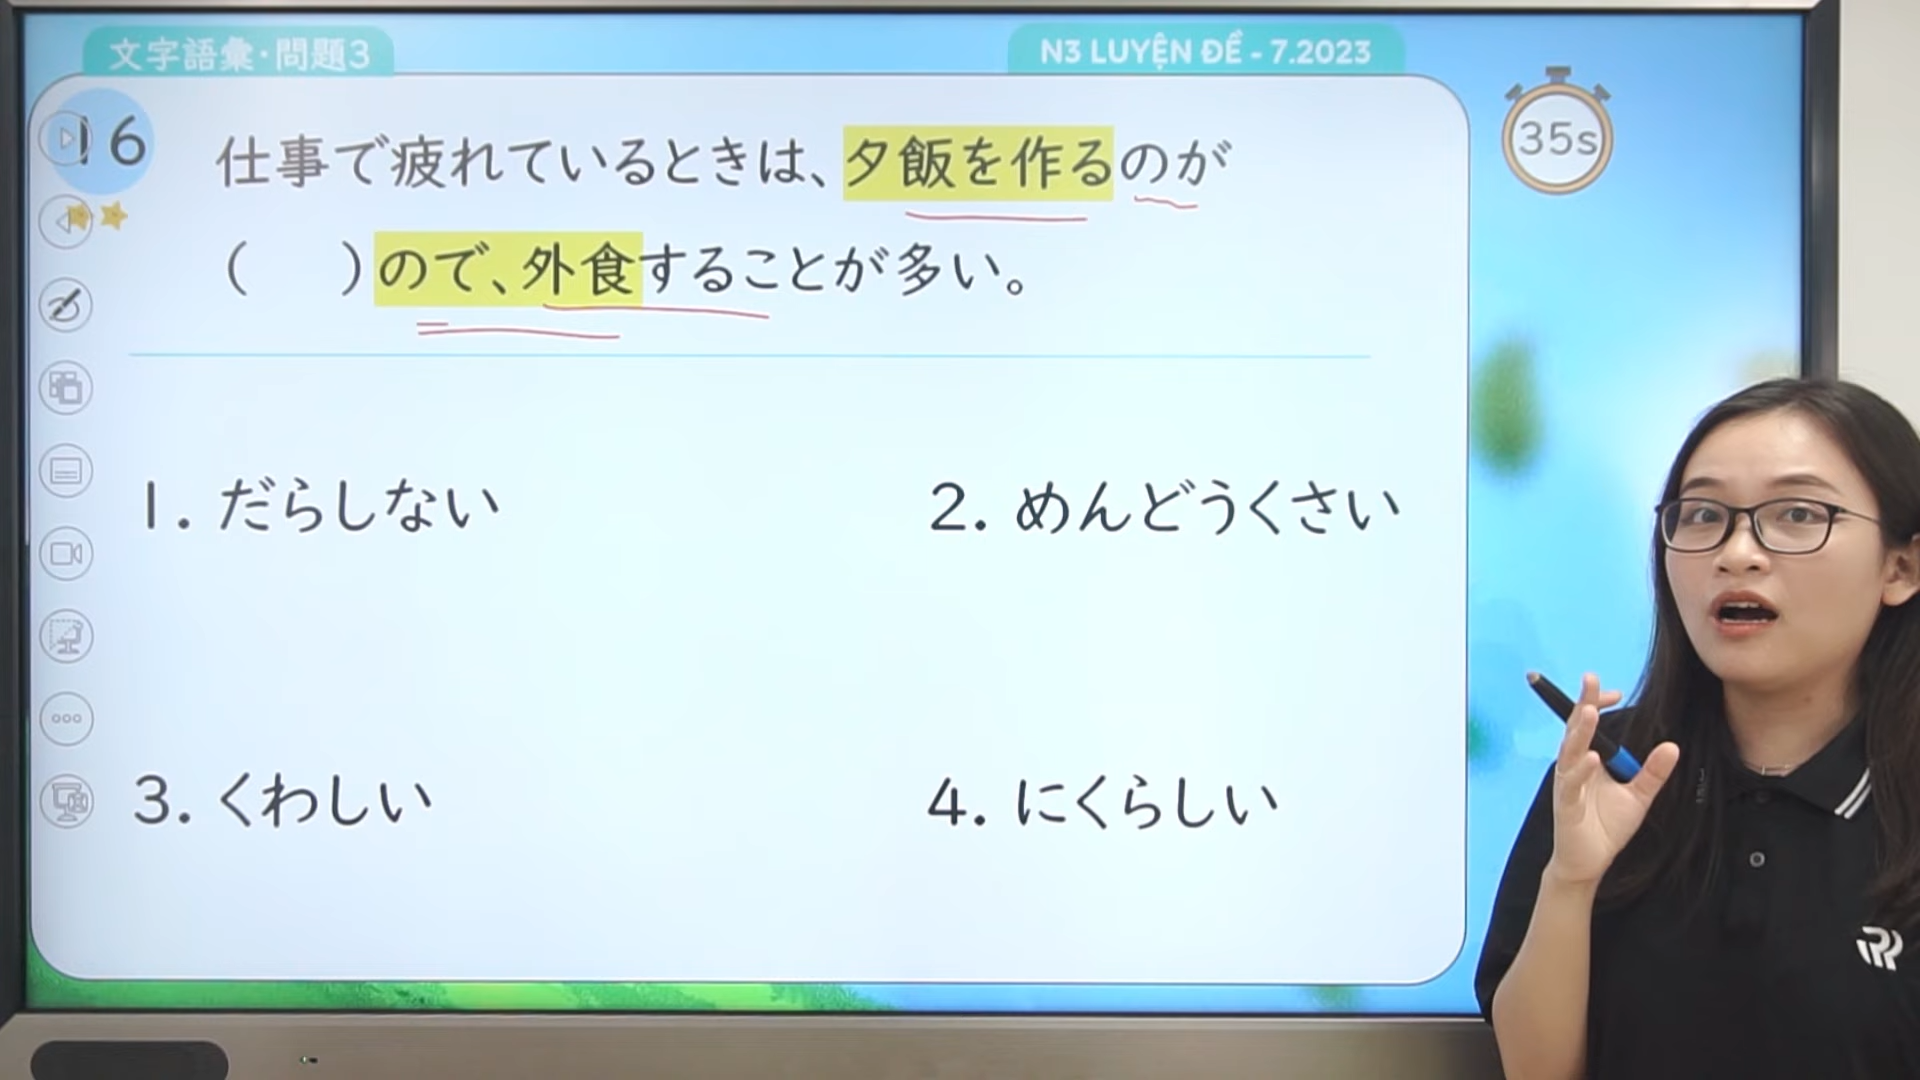 文字語彙・問題3
N3 LUYỆN ĐỀ - 7.2023
35s
16
仕事で疲れているときは、夕飯を作るのが
(　　)ので、外食することが多い。
1. だらしない
2. めんどうくさい
3. くわしい
4. にくらしい